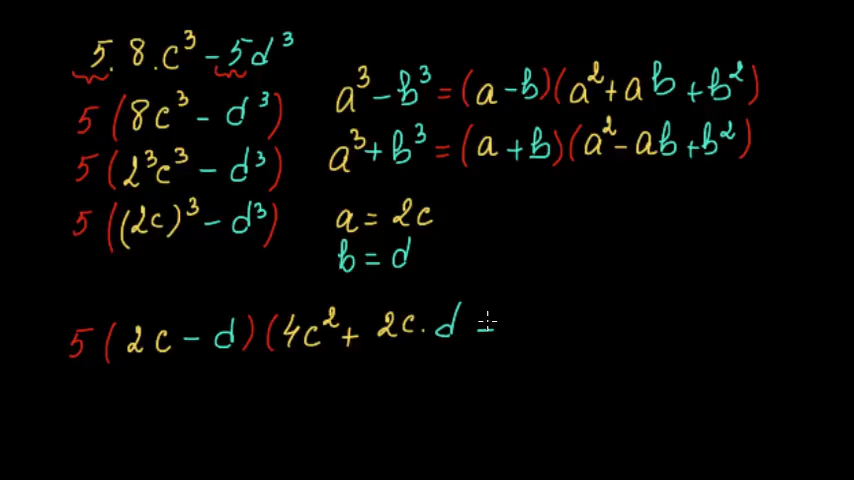 5.8.c³ - 5d³
5(8c³ - d³)
5(2³c³ - d³)
5((2c)³ - d³)
a³ - b³ = (a - b)(a² + ab + b²)
a³ + b³ = (a + b)(a² - ab + b²)
a = 2c
b = d
5(2c - d)(4c² + 2c.d